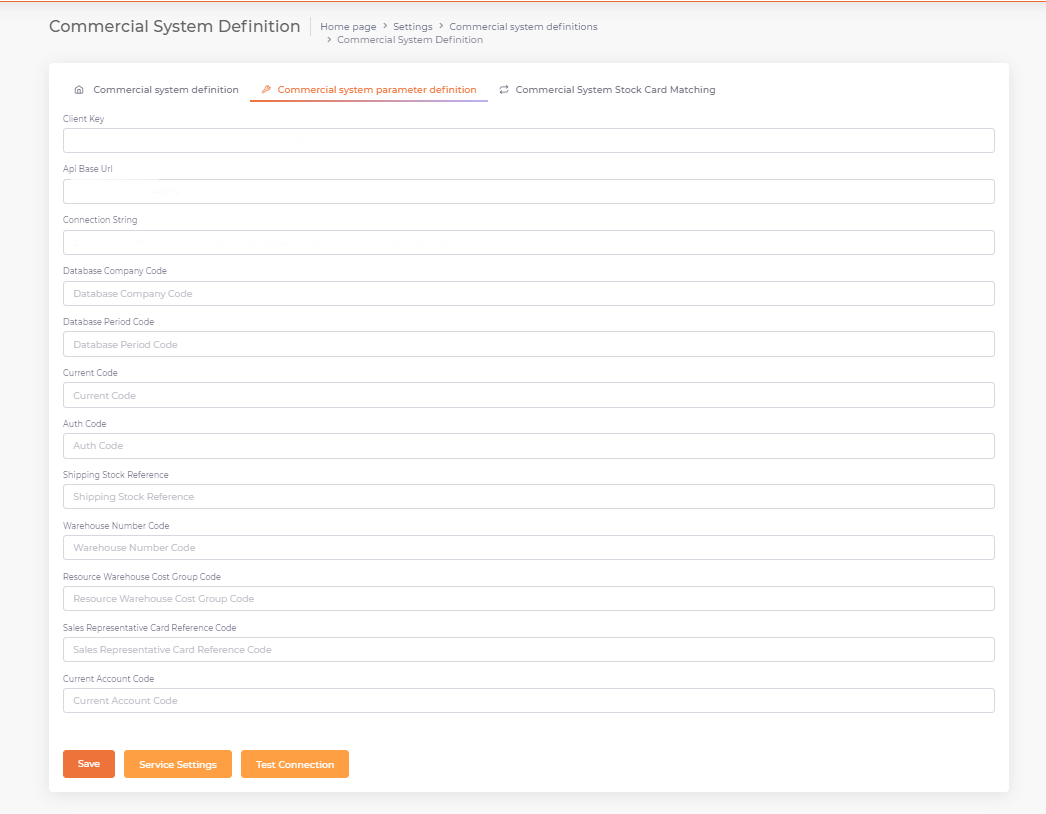 Commercial System Definition
Home page > Settings > Commercial system definitions
> Commercial System Definition
Commercial system definition
Commercial system parameter definition
Commercial System Stock Card Matching
Client Key
Api Base Url
Connection String
Database Company Code
Database Company Code
Database Period Code
Database Period Code
Current Code
Current Code
Auth Code
Auth Code
Shipping Stock Reference
Shipping Stock Reference
Warehouse Number Code
Warehouse Number Code
Resource Warehouse Cost Group Code
Resource Warehouse Cost Group Code
Sales Representative Card Reference Code
Sales Representative Card Reference Code
Current Account Code
Current Account Code
Save
Service Settings
Test Connection